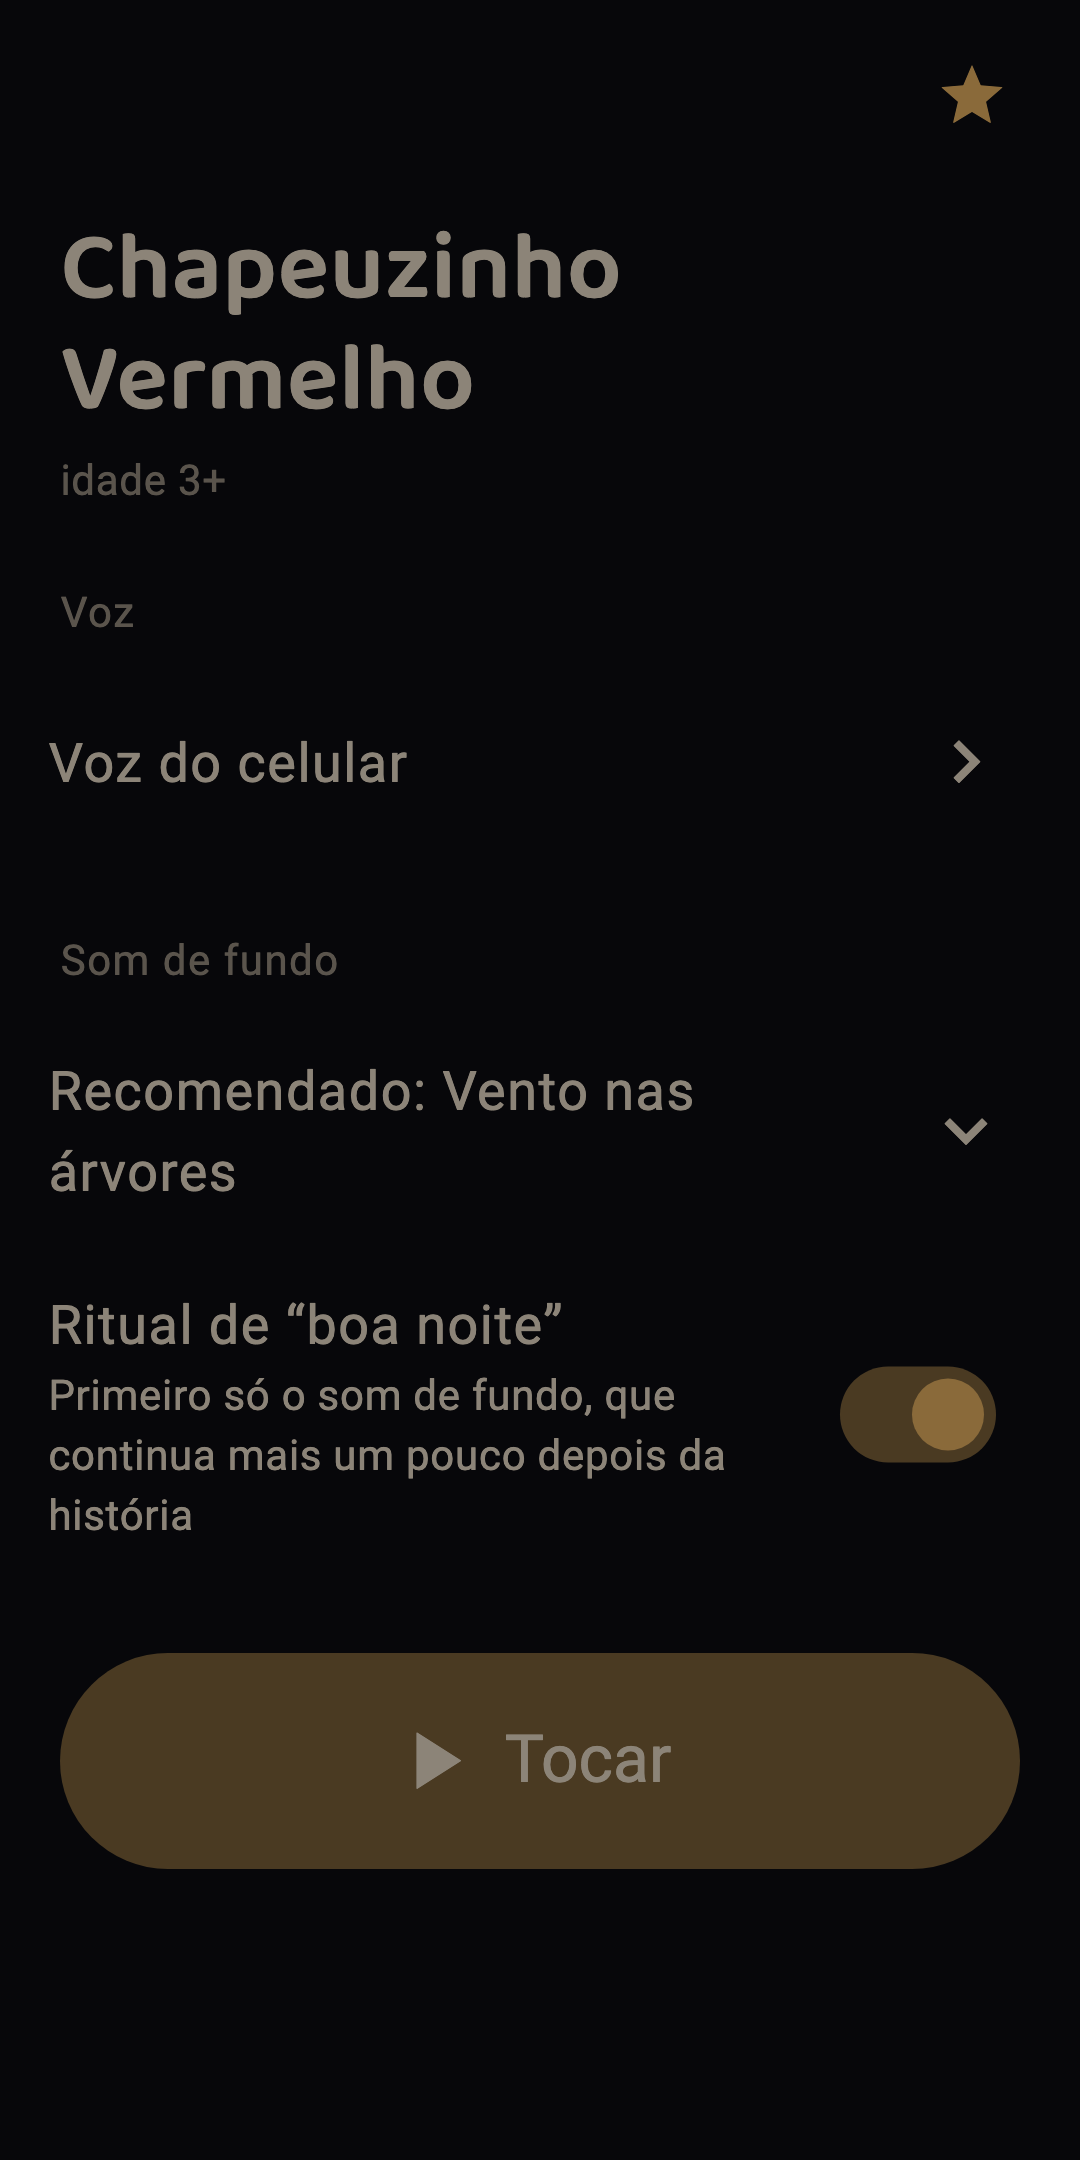 Chapeuzinho
Vermelho
idade 3+
Voz
Voz do celular
Som de fundo
Recomendado: Vento nas
árvores
Ritual de “boa noite”
Primeiro só o som de fundo, que
continua mais um pouco depois da
história
Tocar